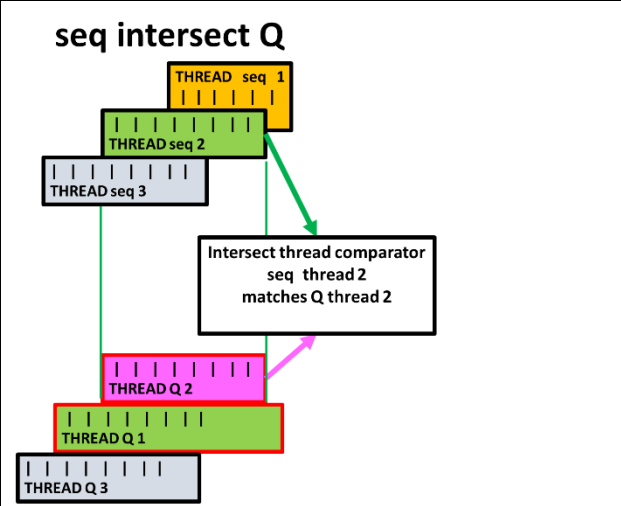 seq intersect Q
THREAD seq 1
THREAD seq 2
THREAD seq 3
Intersect thread comparator
seq thread 2
matches Q thread 2
THREAD Q 2
THREAD Q 1
THREAD Q 3